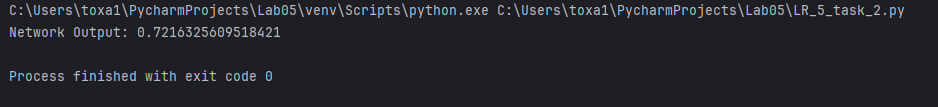 C:\Users\toxa1\PycharmProjects\Lab05\venv\Scripts\python.exe C:\Users\toxa1\PycharmProjects\Lab05\LR_5_task_2.py
Network Output: 0.7216325609518421
Process finished with exit code 0